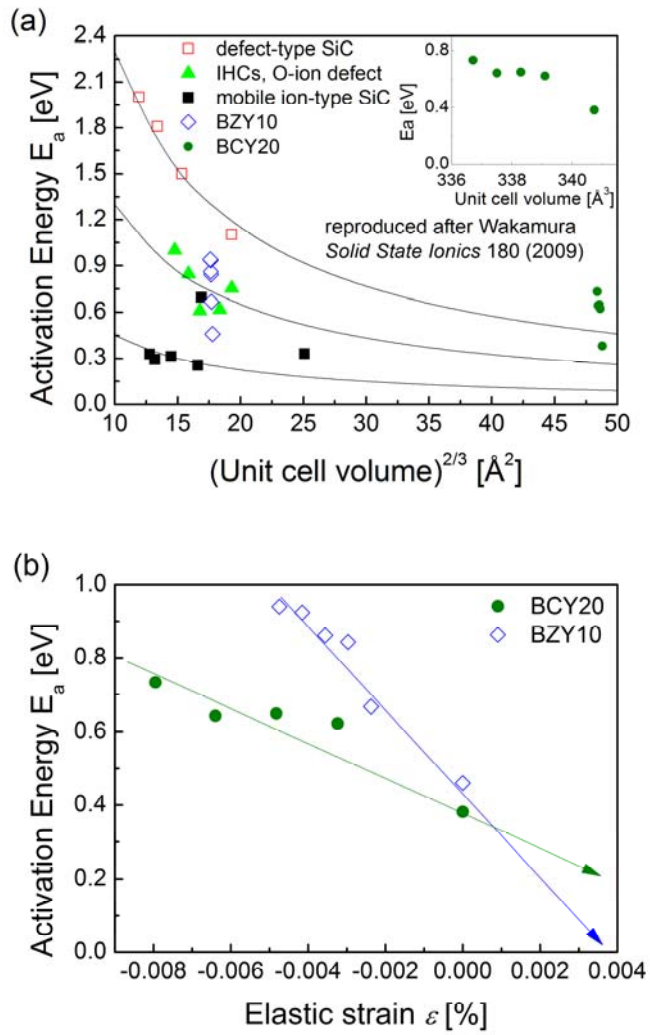 (a)
2.4
2.1
1.8
1.5
1.2
0.9
0.6
0.3
0.0
Activation Energy Ea [eV]
defect-type SiC
IHCs, O-ion defect
mobile ion-type SiC
BZY10
BCY20
0.8
0.4
0.0
Ea [eV]
336 338 340
Unit cell volume [Å³]
reproduced after Wakamura
Solid State Ionics 180 (2009)
10 15 20 25 30 35 40 45 50
(Unit cell volume)^2/3 [Å²]
(b)
1.0
0.8
0.6
0.4
0.2
0.0
Activation Energy Ea [eV]
BCY20
BZY10
-0.008 -0.006 -0.004 -0.002 0.000 0.002 0.004
Elastic strain ε [%]